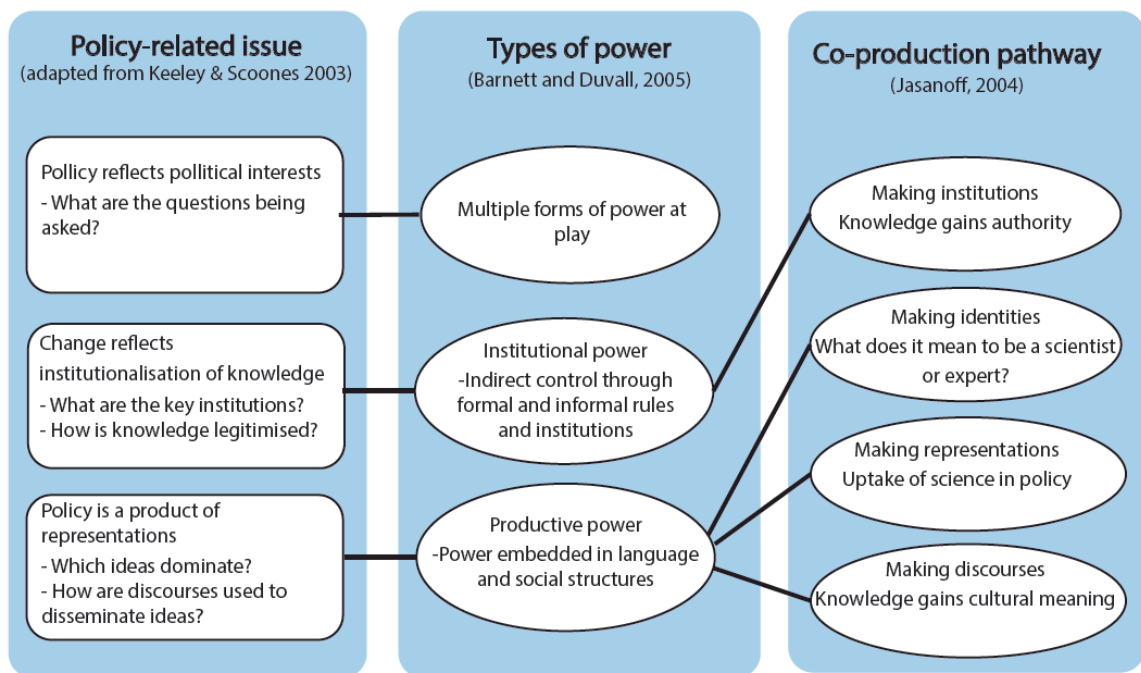 Policy-related issue
(adapted from Keeley & Scoones 2003)
Pollicy reflects pollitical interests
- What are the questions being
asked?
Change reflects
institutionalisation of knowledge
- What are the key institutions?
- How is knowledge legitimised?
Policy is a product of
representations
- Which ideas dominate?
- How are discourses used to
disseminate ideas?
Types of power
(Barnett and Duvall, 2005)
Multiple forms of power at
play
Institutional power
-Indirect control through
formal and informal rules
and institutions
Productive power
-Power embedded in language
and social structures
Co-production pathway
(Jasanoff, 2004)
Making institutions
Knowledge gains authority
Making identities
What does it mean to be a scientist
or expert?
Making representations
Uptake of science in policy
Making discourses
Knowledge gains cultural meaning